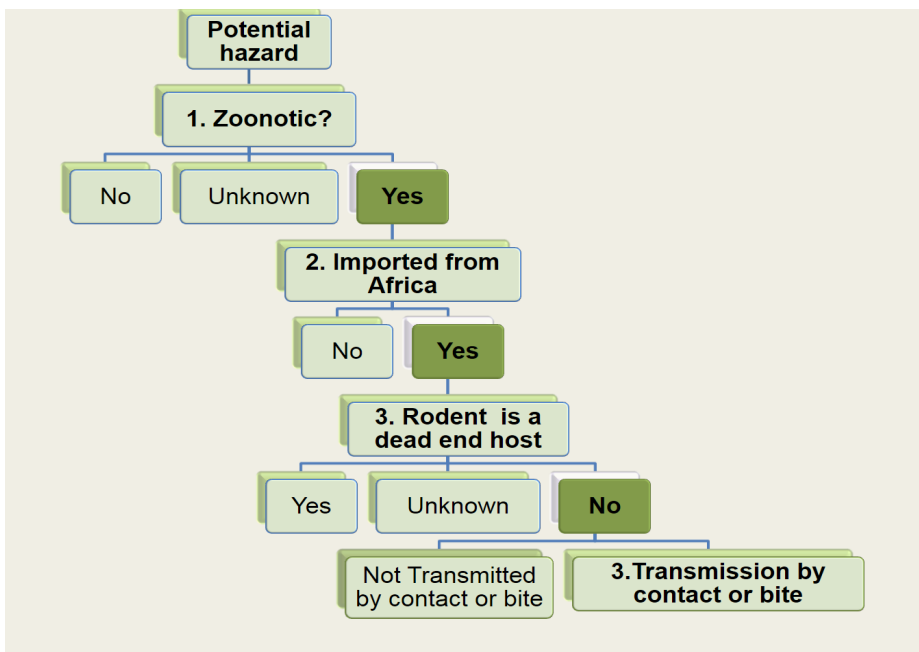 Potential
hazard
1. Zoonotic?
No
Unknown
Yes
2. Imported from
Africa
No
Yes
3. Rodent is a
dead end host
Yes
Unknown
No
Not Transmitted
by contact or bite
3.Transmission by
contact or bite